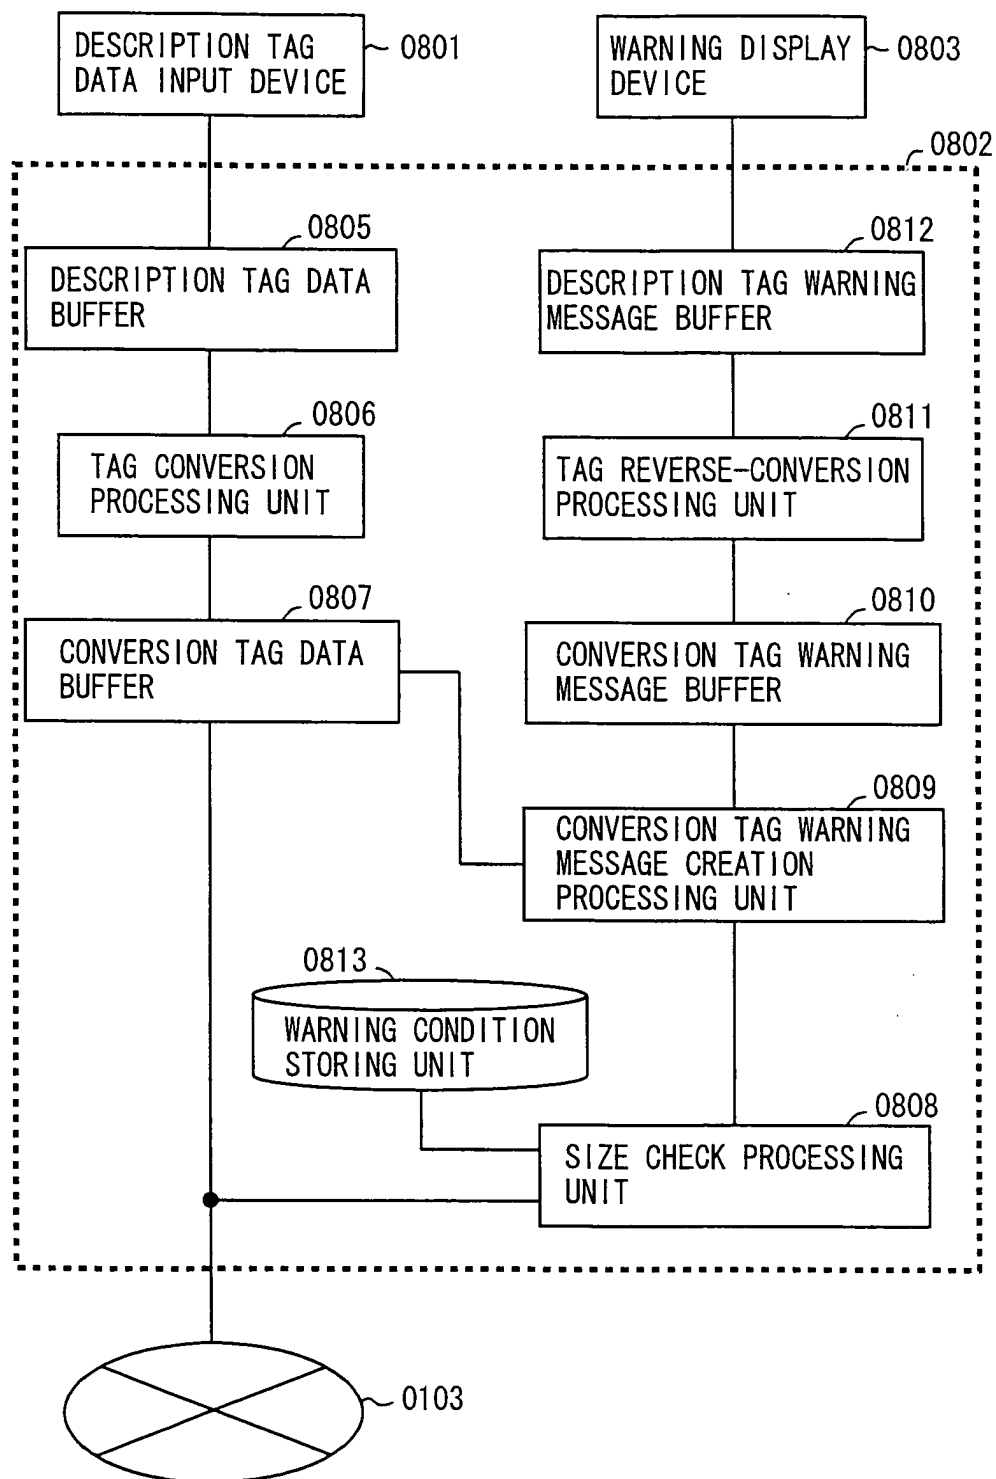 DESCRIPTION TAG
DATA INPUT DEVICE
0801
WARNING DISPLAY
DEVICE
0803
0802
0805
DESCRIPTION TAG DATA
BUFFER
0812
DESCRIPTION TAG WARNING
MESSAGE BUFFER
0806
TAG CONVERSION
PROCESSING UNIT
0811
TAG REVERSE-CONVERSION
PROCESSING UNIT
0807
CONVERSION TAG DATA
BUFFER
0810
CONVERSION TAG WARNING
MESSAGE BUFFER
0809
CONVERSION TAG WARNING
MESSAGE CREATION
PROCESSING UNIT
0813
WARNING CONDITION
STORING UNIT
0808
SIZE CHECK PROCESSING
UNIT
0103